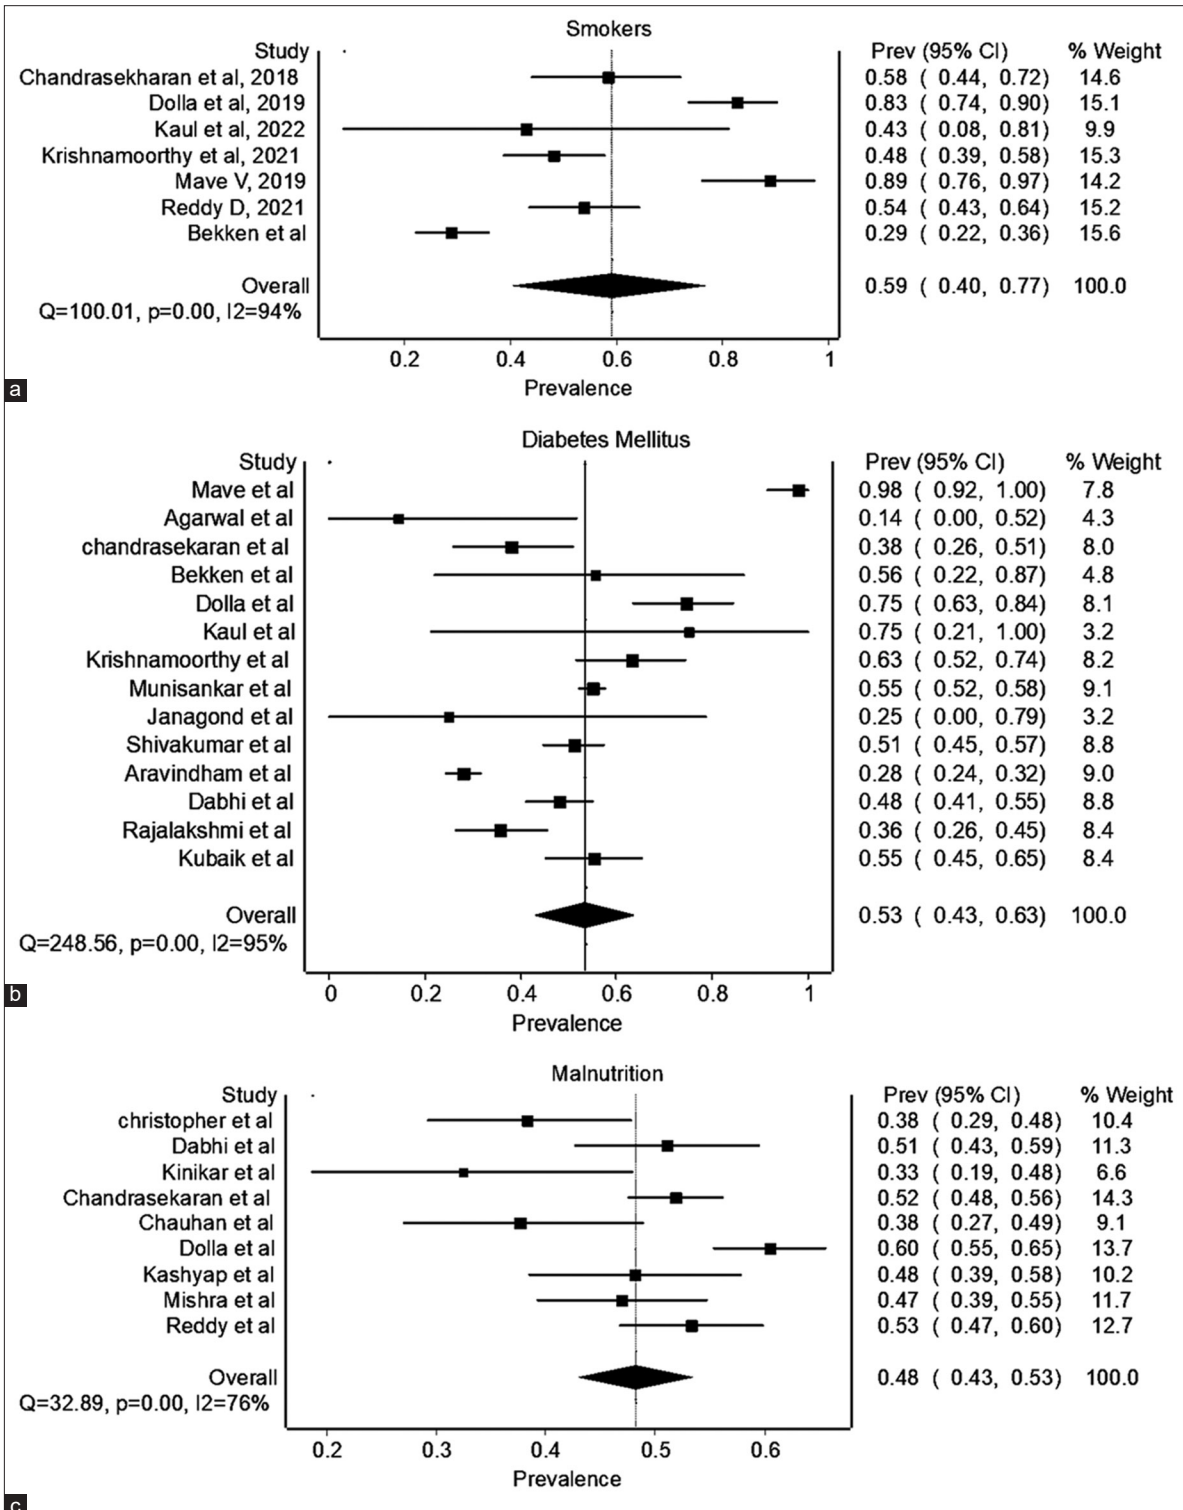 Smokers
Study Prev (95% CI) % Weight
Chandrasekharan et al, 2018 0.58 ( 0.44, 0.72) 14.6
Dolla et al, 2019 0.83 ( 0.74, 0.90) 15.1
Kaul et al, 2022 0.43 ( 0.08, 0.81) 9.9
Krishnamoorthy et al, 2021 0.48 ( 0.39, 0.58) 15.3
Mave V, 2019 0.89 ( 0.76, 0.97) 14.2
Reddy D, 2021 0.54 ( 0.43, 0.64) 15.2
Bekken et al 0.29 ( 0.22, 0.36) 15.6
Overall 0.59 ( 0.40, 0.77) 100.0
Q=100.01, p=0.00, I2=94%
0.2 0.4 0.6 0.8 1
Prevalence
a
Diabetes Mellitus
Study Prev (95% CI) % Weight
Mave et al 0.98 ( 0.92, 1.00) 7.8
Agarwal et al 0.14 ( 0.00, 0.52) 4.3
chandrasekaran et al 0.38 ( 0.26, 0.51) 8.0
Bekken et al 0.56 ( 0.22, 0.87) 4.8
Dolla et al 0.75 ( 0.63, 0.84) 8.1
Kaul et al 0.75 ( 0.21, 1.00) 3.2
Krishnamoorthy et al 0.63 ( 0.52, 0.74) 8.2
Munisankar et al 0.55 ( 0.52, 0.58) 9.1
Janagond et al 0.25 ( 0.00, 0.79) 3.2
Shivakumar et al 0.51 ( 0.45, 0.57) 8.8
Aravindham et al 0.28 ( 0.24, 0.32) 9.0
Dabhi et al 0.48 ( 0.41, 0.55) 8.8
Rajalakshmi et al 0.36 ( 0.26, 0.45) 8.4
Kubaik et al 0.55 ( 0.45, 0.65) 8.4
Overall 0.53 ( 0.43, 0.63) 100.0
Q=248.56, p=0.00, I2=95%
0 0.2 0.4 0.6 0.8 1
Prevalence
b
Malnutrition
Study Prev (95% CI) % Weight
christopher et al 0.38 ( 0.29, 0.48) 10.4
Dabhi et al 0.51 ( 0.43, 0.59) 11.3
Kinikar et al 0.33 ( 0.19, 0.48) 6.6
Chandrasekaran et al 0.52 ( 0.48, 0.56) 14.3
Chauhan et al 0.38 ( 0.27, 0.49) 9.1
Dolla et al 0.60 ( 0.55, 0.65) 13.7
Kashyap et al 0.48 ( 0.39, 0.58) 10.2
Mishra et al 0.47 ( 0.39, 0.55) 11.7
Reddy et al 0.53 ( 0.47, 0.60) 12.7
Overall 0.48 ( 0.43, 0.53) 100.0
Q=32.89, p=0.00, I2=76%
0.2 0.3 0.4 0.5 0.6
Prevalence
c